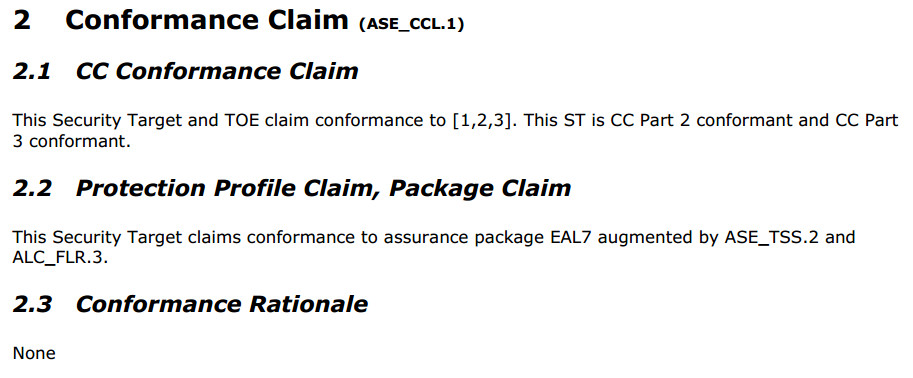 2 Conformance Claim (ASE_CCL.1)
2.1 CC Conformance Claim
This Security Target and TOE claim conformance to [1,2,3]. This ST is CC Part 2 conformant and CC Part
3 conformant.
2.2 Protection Profile Claim, Package Claim
This Security Target claims conformance to assurance package EAL7 augmented by ASE_TSS.2 and
ALC_FLR.3.
2.3 Conformance Rationale
None